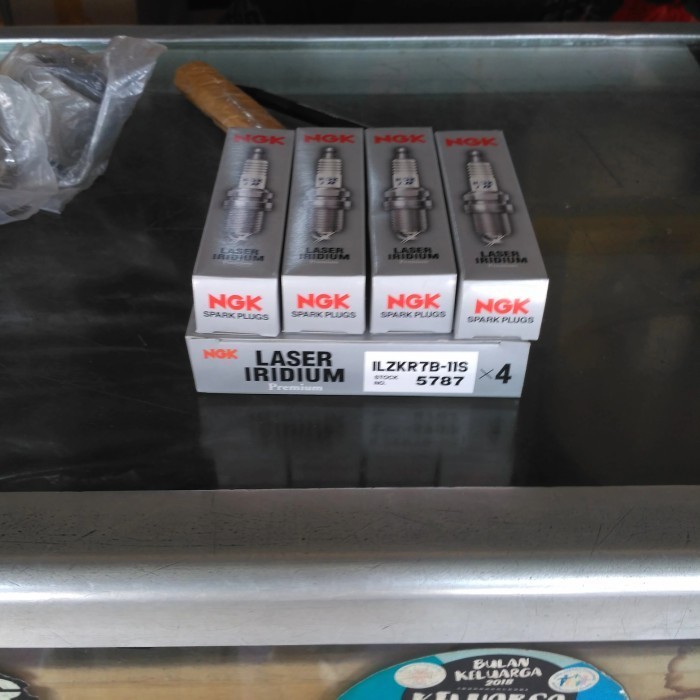 NGK
NGK
NGK
NGK
LASER
IRIDIUM
LASER
IRIDIUM
LASER
IRIDIUM
LASER
IRIDIUM
NGK
SPARK PLUGS
NGK
SPARK PLUGS
NGK
SPARK PLUGS
NGK
SPARK PLUGS
NGK
LASER
IRIDIUM
Premium
ILZKR7B-11S
STOCK
NO.
5787
×4
BULAN
KELUARGA
2018
KELUARGA